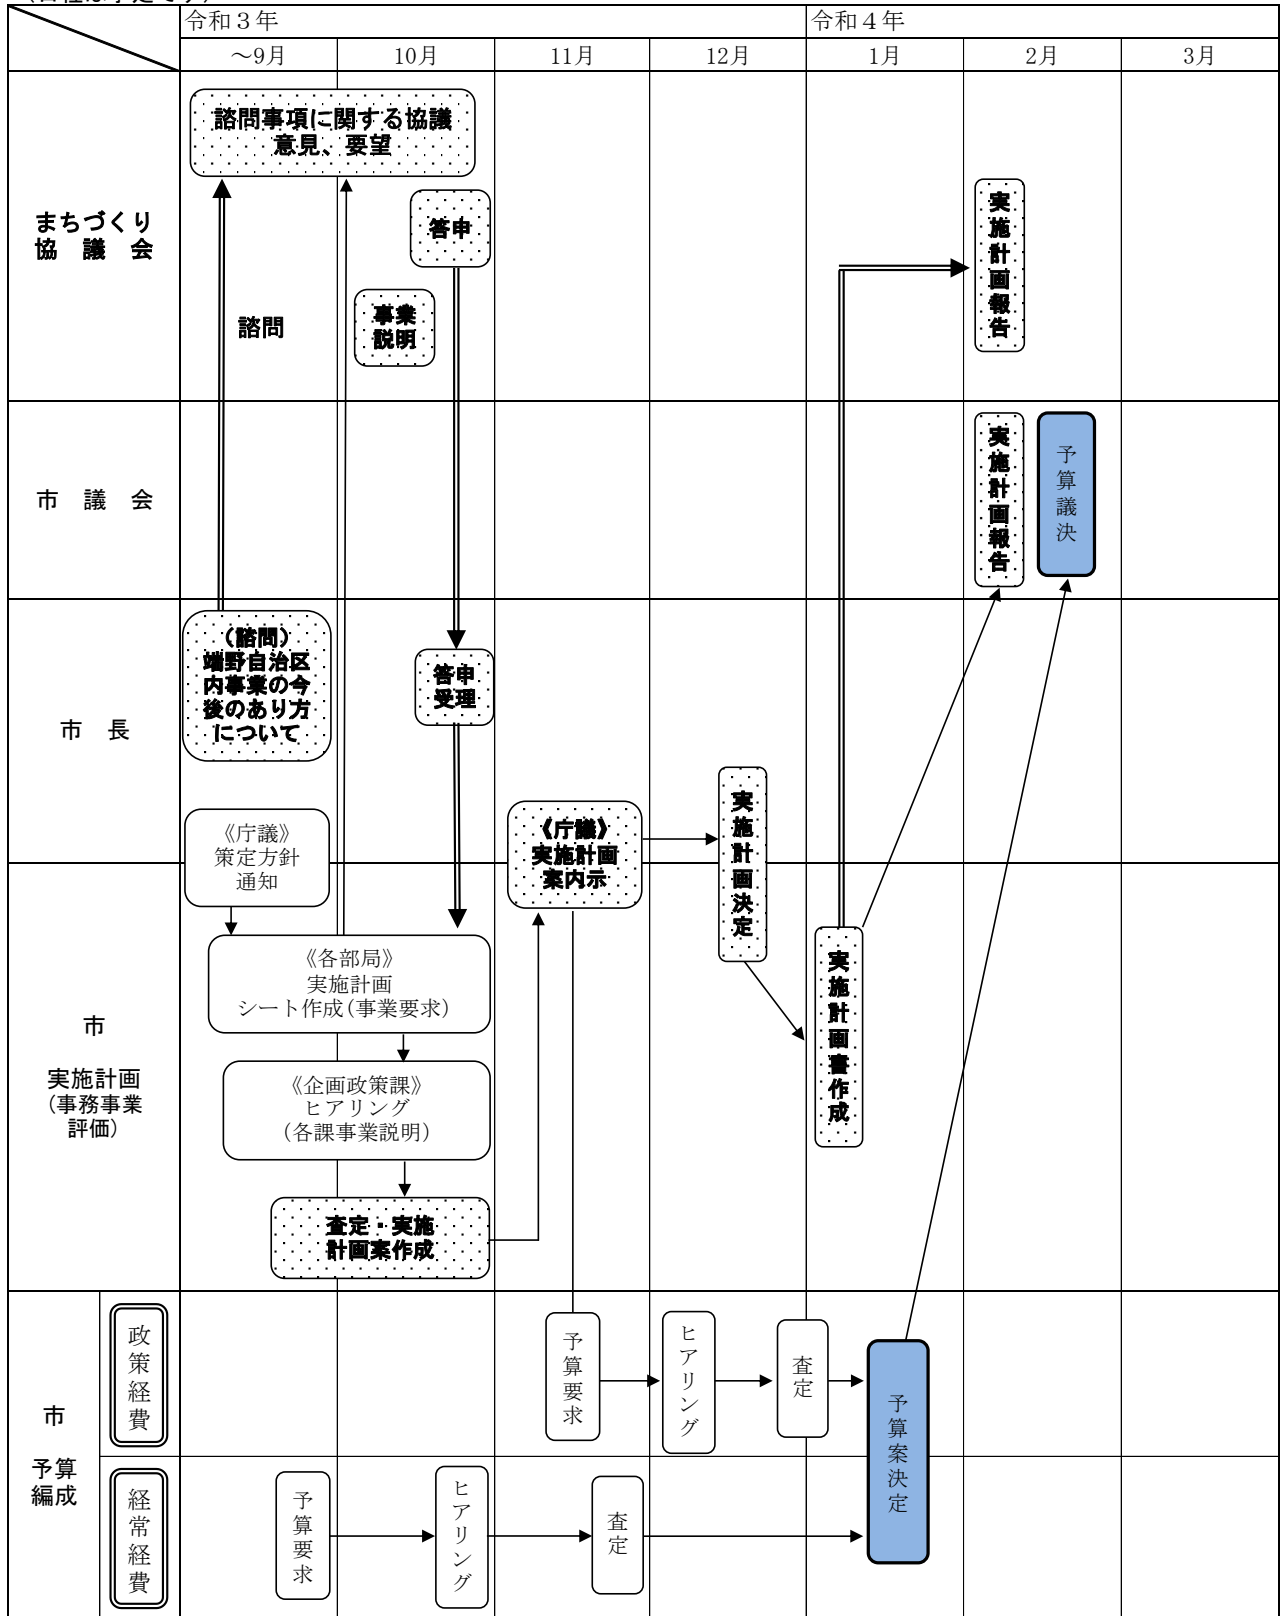 令和３年
令和４年
～9月
10月
11月
12月
1月
2月
3月
まちづくり
協　議　会
諮問事項に関する協議
意見、要望
答申
諮問
事業
説明
実施計画報告
市　議　会
実施計画報告
予算議決
市　長
（諮問）
端野自治区
内事業の今
後のあり方
について
答申
受理
《庁議》
策定方針
通知
《庁議》
実施計画
案内示
実施計画決定
市
実施計画
(事務事業
評価)
《各部局》
実施計画
シート作成(事業要求)
《企画政策課》
ヒアリング
(各課事業説明)
査定・実施
計画案作成
実施計画書作成
市
予算
編成
政策経費
予算要求
ヒアリング
査定
予算案決定
経常経費
予算要求
ヒアリング
査定